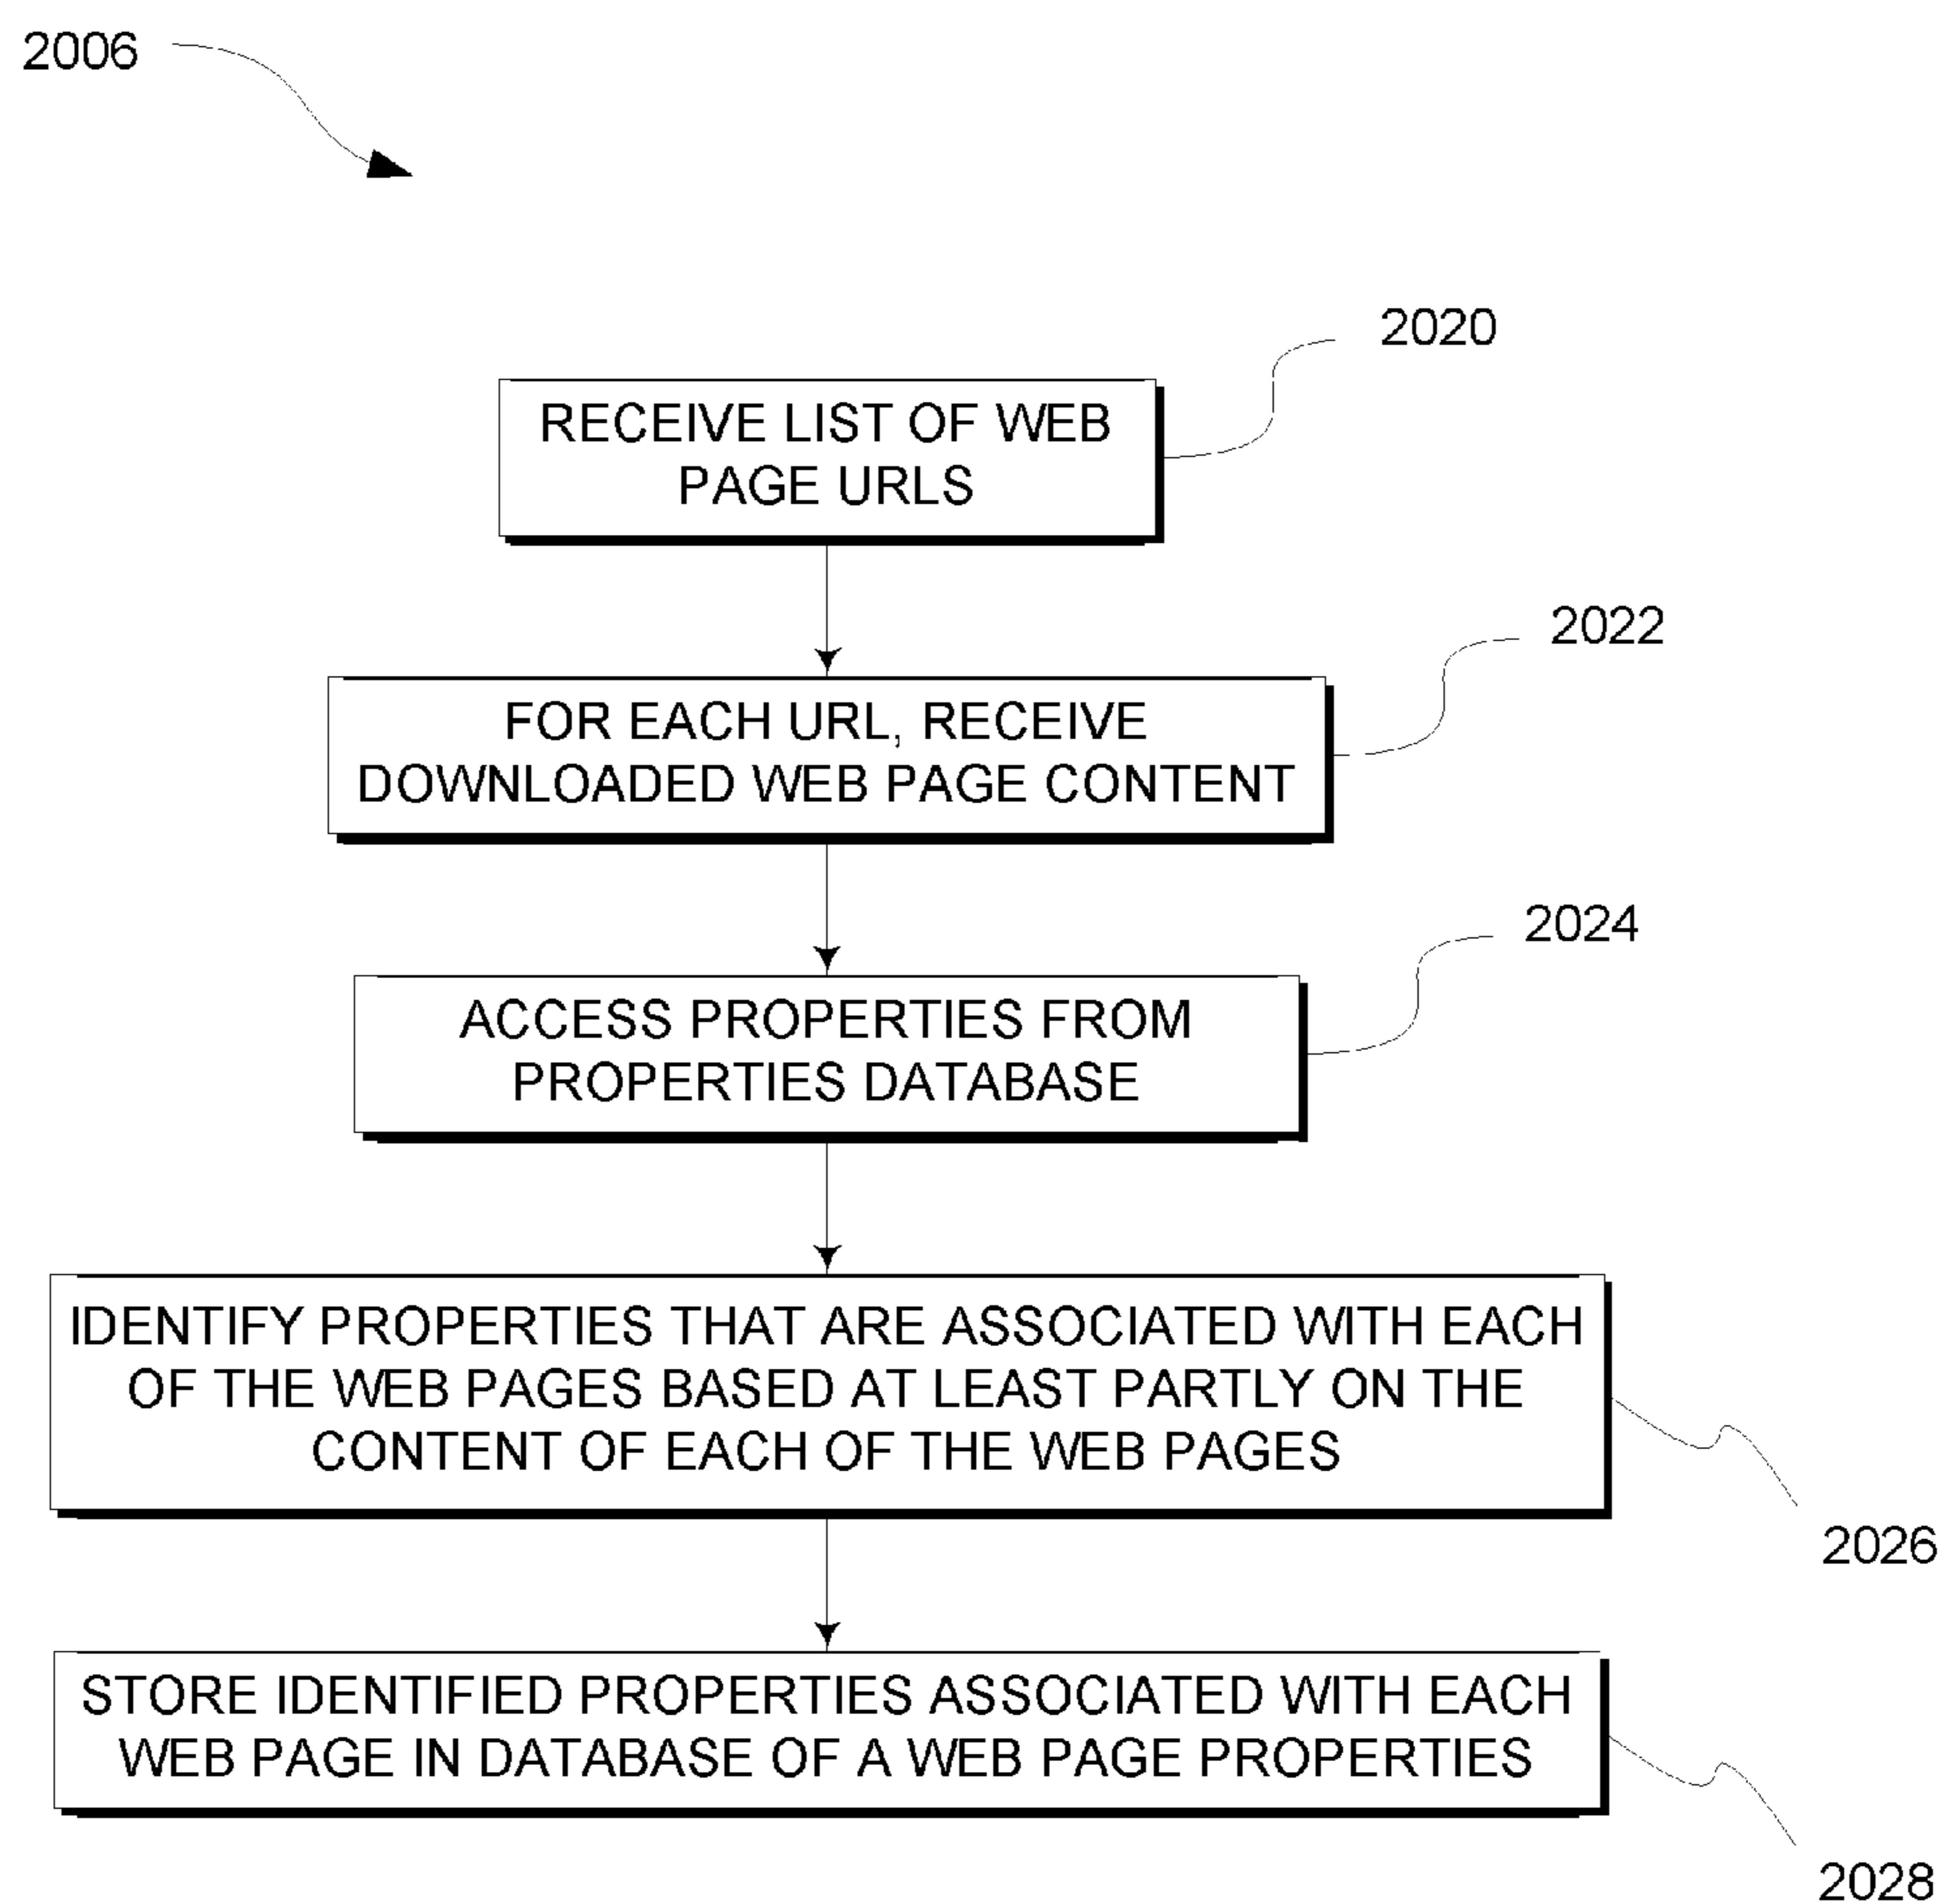 2006
2020
RECEIVE LIST OF WEB
PAGE URLS
2022
FOR EACH URL, RECEIVE
DOWNLOADED WEB PAGE CONTENT
2024
ACCESS PROPERTIES FROM
PROPERTIES DATABASE
IDENTIFY PROPERTIES THAT ARE ASSOCIATED WITH EACH
OF THE WEB PAGES BASED AT LEAST PARTLY ON THE
CONTENT OF EACH OF THE WEB PAGES
2026
STORE IDENTIFIED PROPERTIES ASSOCIATED WITH EACH
WEB PAGE IN DATABASE OF A WEB PAGE PROPERTIES
2028